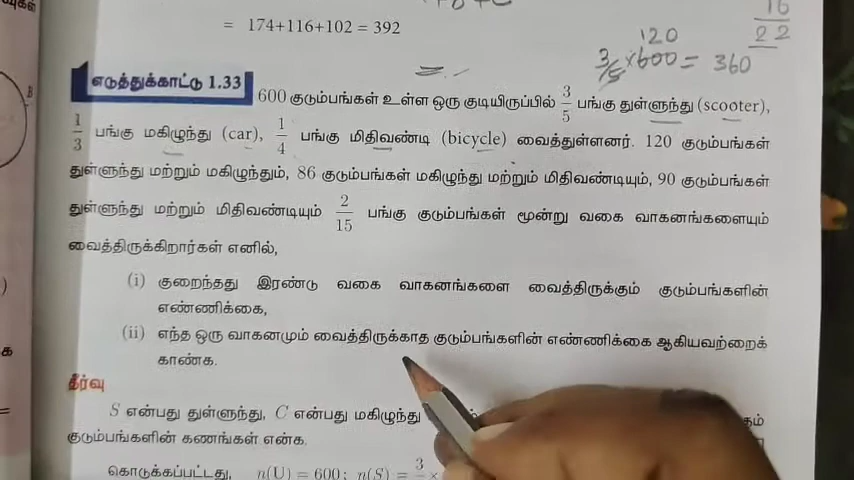 = 174+116+102 = 392
16
22
120
3/5 ×600 = 360
எடுத்துக்காட்டு 1.33 600 குடும்பங்கள் உள்ள ஒரு குடியிருப்பில் 3/5 பங்கு துள்ளுந்து (scooter),
1/3 பங்கு மகிழுந்து (car), 1/4 பங்கு மிதிவண்டி (bicycle) வைத்துள்ளனர். 120 குடும்பங்கள்
துள்ளுந்து மற்றும் மகிழுந்தும், 86 குடும்பங்கள் மகிழுந்து மற்றும் மிதிவண்டியும், 90 குடும்பங்கள்
துள்ளுந்து மற்றும் மிதிவண்டியும் 2/15 பங்கு குடும்பங்கள் மூன்று வகை வாகனங்களையும்
வைத்திருக்கிறார்கள் எனில்,
(i) குறைந்தது இரண்டு வகை வாகனங்களை வைத்திருக்கும் குடும்பங்களின்
எண்ணிக்கை,
(ii) எந்த ஒரு வாகனமும் வைத்திருக்காத குடும்பங்களின் எண்ணிக்கை ஆகியவற்றைக்
காண்க.
தீர்வு
S என்பது துள்ளுந்து, C என்பது மகிழுந்து
குடும்பங்களின் கணங்கள் என்க.
கொடுக்கப்பட்டது, n(U) = 600; n(S) = 3/5 ×